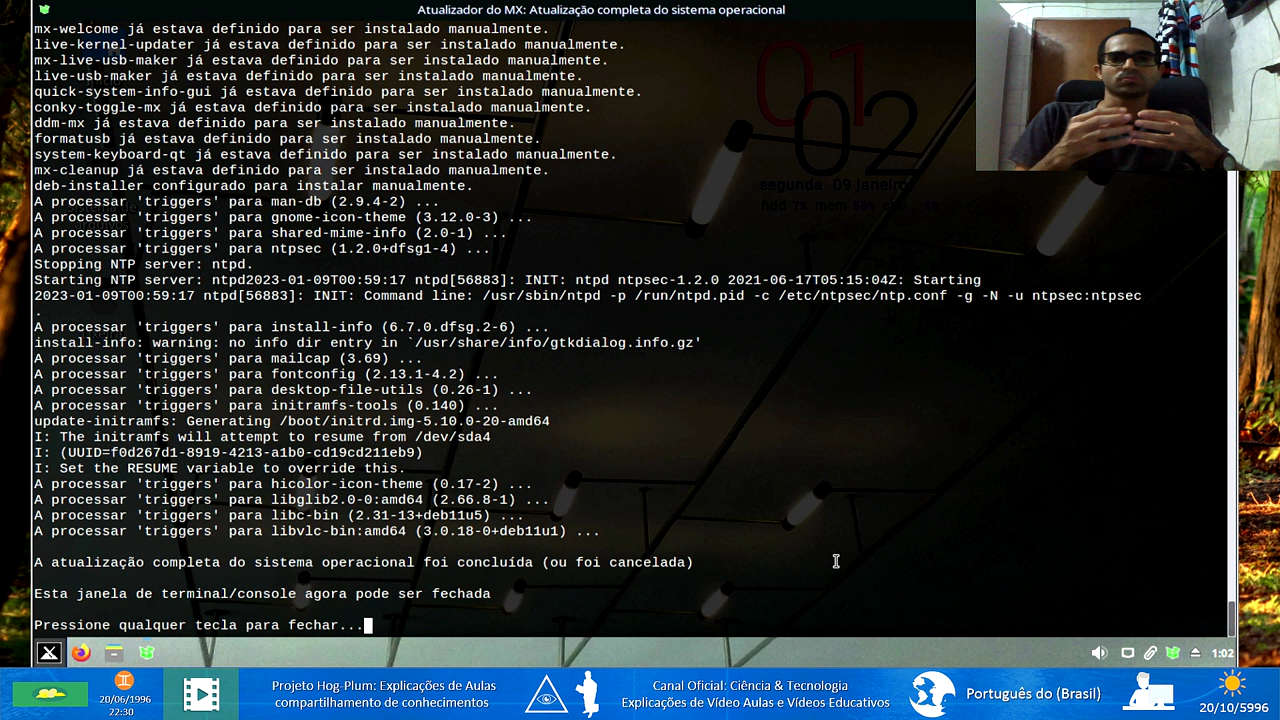 Atualizador do MX: Atualização completa do sistema operacional
mx-welcome já estava definido para ser instalado manualmente.
live-kernel-updater já estava definido para ser instalado manualmente.
mx-live-usb-maker já estava definido para ser instalado manualmente.
live-usb-maker já estava definido para ser instalado manualmente.
quick-system-info-gui já estava definido para ser instalado manualmente.
conky-toggle-mx já estava definido para ser instalado manualmente.
ddm-mx já estava definido para ser instalado manualmente.
formatusb já estava definido para ser instalado manualmente.
system-keyboard-qt já estava definido para ser instalado manualmente.
mx-cleanup já estava definido para ser instalado manualmente.
deb-installer configurado para instalar manualmente.
A processar 'triggers' para man-db (2.9.4-2) ...
A processar 'triggers' para gnome-icon-theme (3.12.0-3) ...
A processar 'triggers' para shared-mime-info (2.0-1) ...
A processar 'triggers' para ntpsec (1.2.0+dfsg1-4) ...
Stopping NTP server: ntpd.
Starting NTP server: ntpd2023-01-09T00:59:17 ntpd[56883]: INIT: ntpd ntpsec-1.2.0 2021-06-17T05:15:04Z: Starting
2023-01-09T00:59:17 ntpd[56883]: INIT: Command line: /usr/sbin/ntpd -p /run/ntpd.pid -c /etc/ntpsec/ntp.conf -g -N -u ntpsec:ntpsec
.
A processar 'triggers' para install-info (6.7.0.dfsg.2-6) ...
install-info: warning: no info dir entry in `/usr/share/info/gtkdialog.info.gz'
A processar 'triggers' para mailcap (3.69) ...
A processar 'triggers' para fontconfig (2.13.1-4.2) ...
A processar 'triggers' para desktop-file-utils (0.26-1) ...
A processar 'triggers' para initramfs-tools (0.140) ...
update-initramfs: Generating /boot/initrd.img-5.10.0-20-amd64
I: The initramfs will attempt to resume from /dev/sda4
I: (UUID=f0d267d1-8919-4213-a1b0-cd19cd211eb9)
I: Set the RESUME variable to override this.
A processar 'triggers' para hicolor-icon-theme (0.17-2) ...
A processar 'triggers' para libglib2.0-0:amd64 (2.66.8-1) ...
A processar 'triggers' para libc-bin (2.31-13+deb11u5) ...
A processar 'triggers' para libvlc-bin:amd64 (3.0.18-0+deb11u1) ...
A atualização completa do sistema operacional foi concluída (ou foi cancelada)
Esta janela de terminal/console agora pode ser fechada
Pressione qualquer tecla para fechar...
01
02
segunda 09 janeiro
1:02
20/06/1996
22:30
Projeto Hog-Plum: Explicações de Aulas
compartilhamento de conhecimentos
Canal Oficial: Ciência & Tecnologia
Explicações de Vídeo Aulas e Vídeos Educativos
Português do (Brasil)
20/10/5996